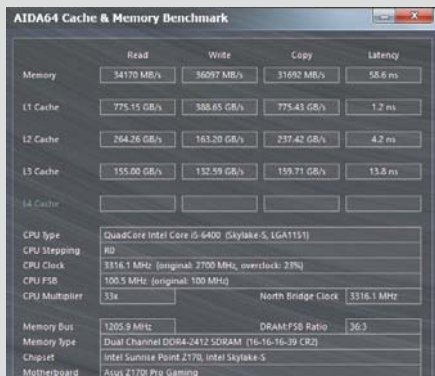 AIDA64 Cache & Memory Benchmark
Read Write Copy Latency
Memory 34170 MB/s 36097 MB/s 31692 MB/s 58.6 ns
L1 Cache 775.15 GB/s 388.65 GB/s 775.43 GB/s 1.2 ns
L2 Cache 264.26 GB/s 163.20 GB/s 237.42 GB/s 4.2 ns
L3 Cache 155.00 GB/s 132.59 GB/s 159.71 GB/s 13.8 ns
L4 Cache
CPU Type QuadCore Intel Core i5-6400 (Skylake-S, LGA1151)
CPU Stepping R0
CPU Clock 3316.1 MHz (original: 2700 MHz, overclock: 23%)
CPU FSB 100.5 MHz (original: 100 MHz)
CPU Multiplier 33x North Bridge Clock 3316.1 MHz
Memory Bus 1205.9 MHz DRAM:FSB Ratio 36:3
Memory Type Dual Channel DDR4-2412 SDRAM (16-16-16-39 CR2)
Chipset Intel Sunrise Point Z170, Intel Skylake-S
Motherboard Asus Z170I Pro Gaming